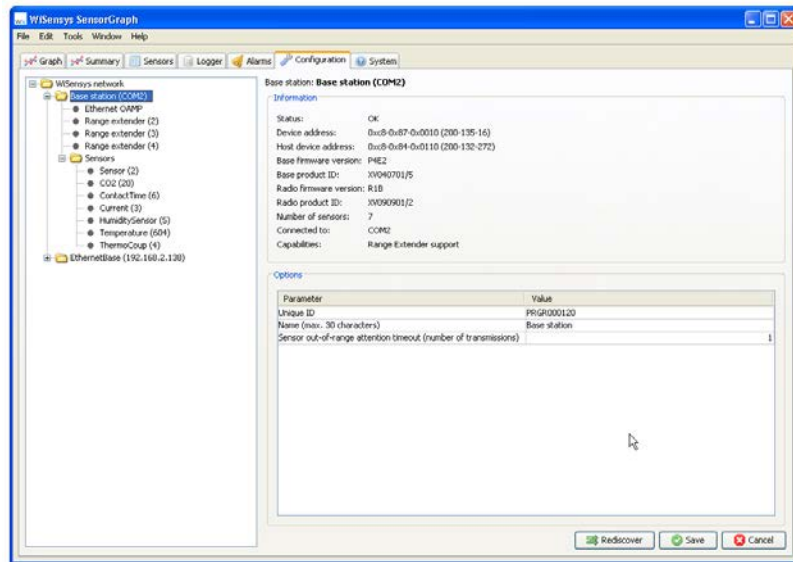 WiSensys SensorGraph
File Edit Tools Window Help
Graph Summary Sensors Logger Alarms Configuration System
WiSensys network
Base station (COM2)
Ethernet OAMP
Range extender (2)
Range extender (3)
Range extender (4)
Sensors
Sensor (2)
CO2 (20)
ContactTime (6)
Current (3)
HumiditySensor (5)
Temperature (604)
ThermoCoup (4)
EthernetBase (192.168.2.138)
Base station: Base station (COM2)
Information
Status: OK
Device address: 0xc8-0x87-0x0010 (200-135-16)
Host device address: 0xc8-0x84-0x0110 (200-132-272)
Base firmware version: P4E2
Base product ID: XV040701/5
Radio firmware version: R1B
Radio product ID: XV090901/2
Number of sensors: 7
Connected to: COM2
Capabilities: Range Extender support
Options
Parameter Value
Unique ID PRGR000120
Name (max. 30 characters) Base station
Sensor out-of-range attention timeout (number of transmissions) 1
Rediscover Save Cancel